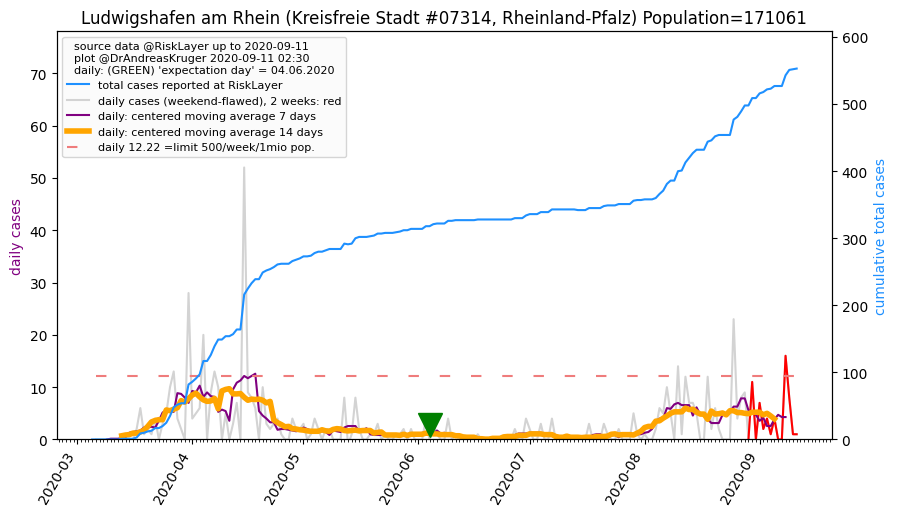 Ludwigshafen am Rhein (Kreisfreie Stadt #07314, Rheinland-Pfalz) Population=171061
source data @RiskLayer up to 2020-09-11
plot @DrAndreasKruger 2020-09-11 02:30
daily: (GREEN) 'expectation day' = 04.06.2020
total cases reported at RiskLayer
daily cases (weekend-flawed), 2 weeks: red
daily: centered moving average 7 days
daily: centered moving average 14 days
daily 12.22 =limit 500/week/1mio pop.
daily cases
70
60
50
40
30
20
10
0
cumulative total cases
600
500
400
300
200
100
0
2020-03
2020-04
2020-05
2020-06
2020-07
2020-08
2020-09